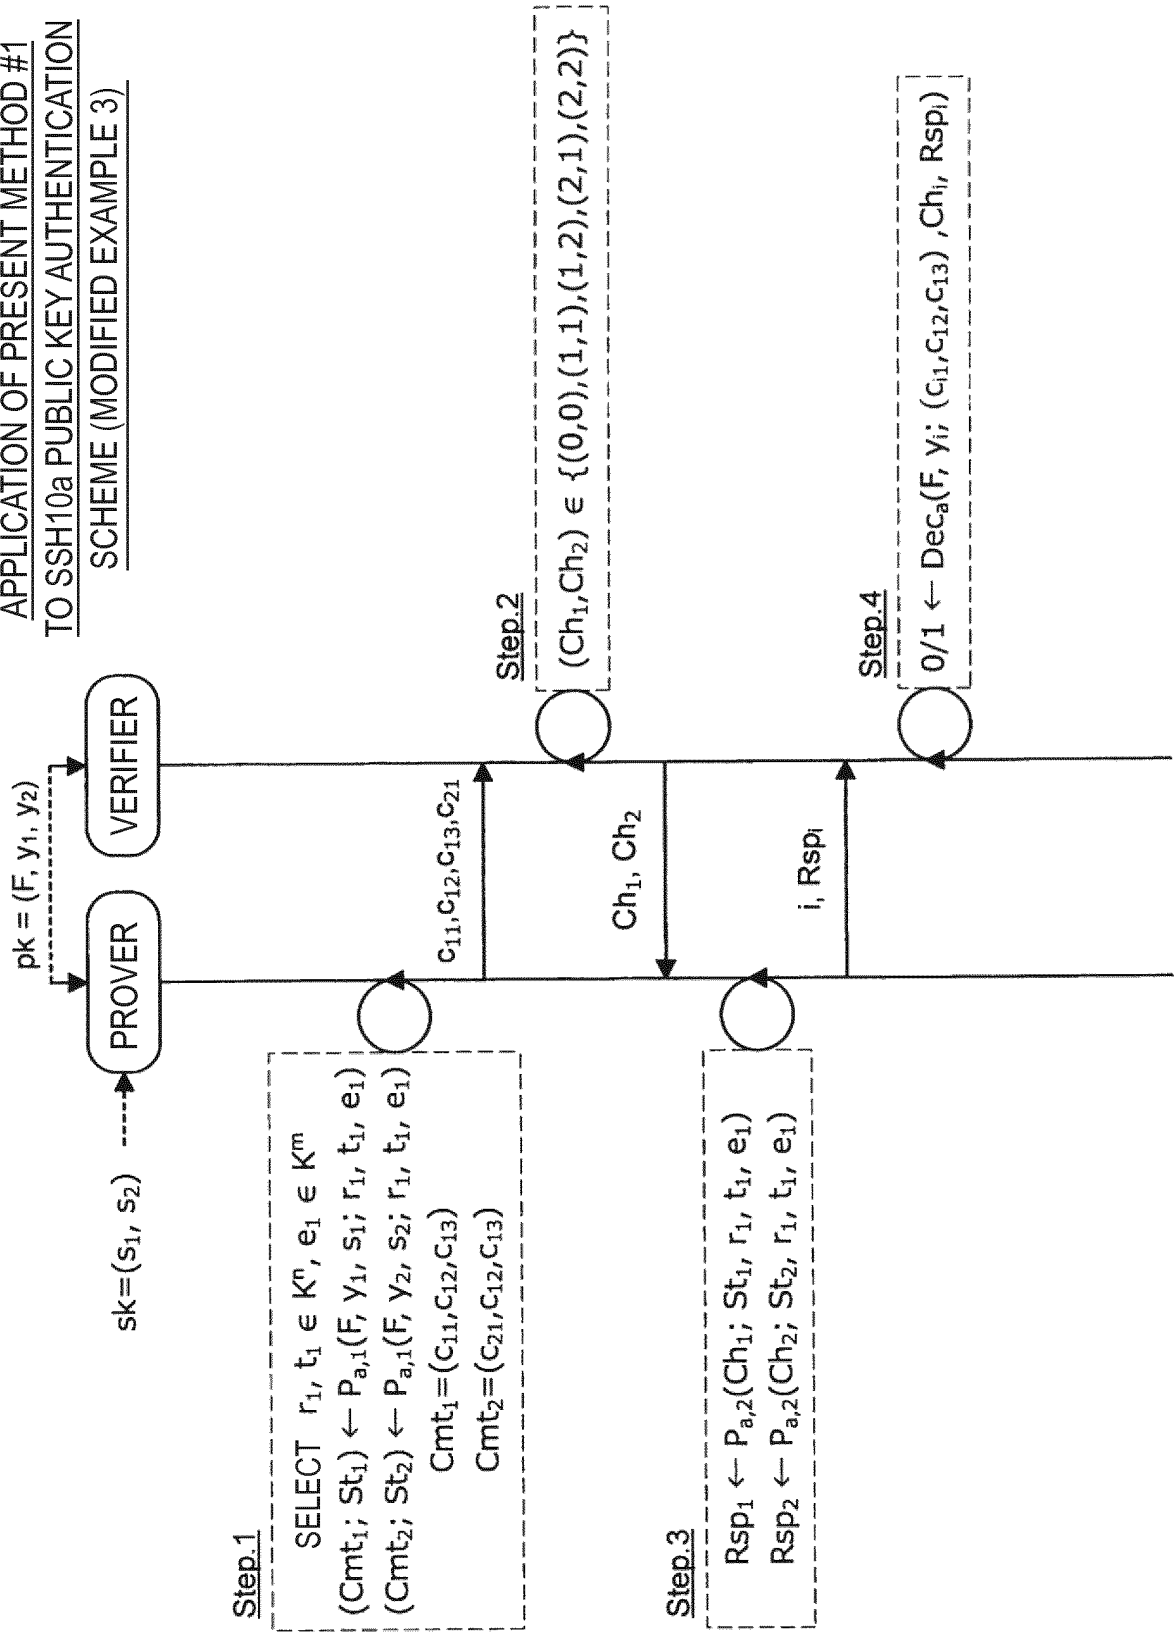 APPLICATION OF PRESENT METHOD #1
TO SSH10a PUBLIC KEY AUTHENTICATION
SCHEME (MODIFIED EXAMPLE 3)
pk = (F, y₁, y₂)
sk=(s₁, s₂)
PROVER
VERIFIER
Step.1
SELECT r₁, t₁ ∈ Kⁿ, e₁ ∈ Kᵐ
(Cmt₁; St₁) ← Pₐ,₁(F, y₁, s₁; r₁, t₁, e₁)
(Cmt₂; St₂) ← Pₐ,₁(F, y₂, s₂; r₁, t₁, e₁)
Cmt₁=(c₁₁,c₁₂,c₁₃)
Cmt₂=(c₂₁,c₁₂,c₁₃)
c₁₁,c₁₂,c₁₃,c₂₁
Step.2
(Ch₁,Ch₂) ∈ {(0,0),(1,1),(1,2),(2,1),(2,2)}
Ch₁, Ch₂
Step.3
Rsp₁ ← Pₐ,₂(Ch₁; St₁, r₁, t₁, e₁)
Rsp₂ ← Pₐ,₂(Ch₂; St₂, r₁, t₁, e₁)
i, Rspᵢ
Step.4
0/1 ← Decₐ(F, yᵢ; (cᵢ₁,c₁₂,c₁₃) ,Chᵢ, Rspᵢ)